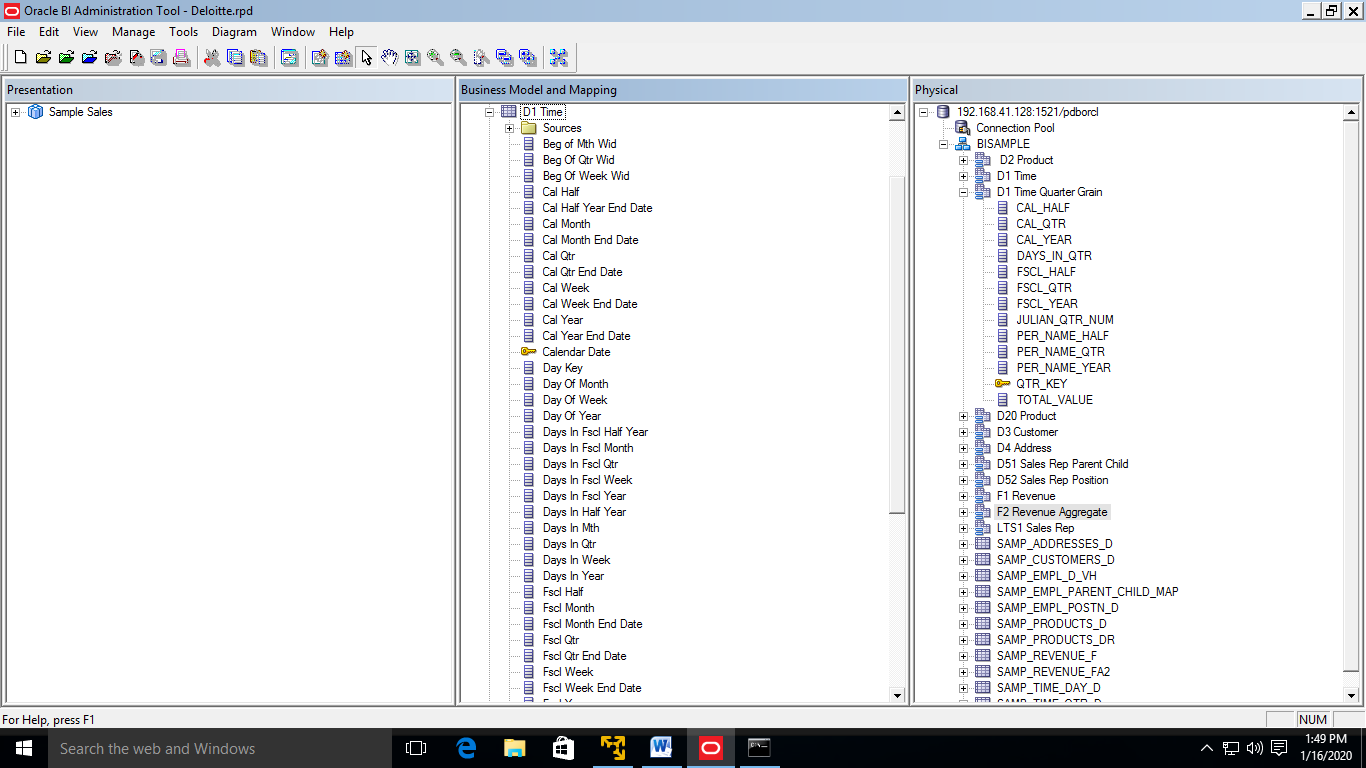 Oracle BI Administration Tool - Deloitte.rpd
File Edit View Manage Tools Diagram Window Help
Presentation
Sample Sales
Business Model and Mapping
D1 Time
Sources
Beg of Mth Wid
Beg Of Qtr Wid
Beg Of Week Wid
Cal Half
Cal Half Year End Date
Cal Month
Cal Month End Date
Cal Qtr
Cal Qtr End Date
Cal Week
Cal Week End Date
Cal Year
Cal Year End Date
Calendar Date
Day Key
Day Of Month
Day Of Week
Day Of Year
Days In Fscl Half Year
Days In Fscl Month
Days In Fscl Qtr
Days In Fscl Week
Days In Fscl Year
Days In Half Year
Days In Mth
Days In Qtr
Days In Week
Days In Year
Fscl Half
Fscl Month
Fscl Month End Date
Fscl Qtr
Fscl Qtr End Date
Fscl Week
Fscl Week End Date
Physical
192.168.41.128:1521/pdborcl
Connection Pool
BISAMPLE
D2 Product
D1 Time
D1 Time Quarter Grain
CAL_HALF
CAL_QTR
CAL_YEAR
DAYS_IN_QTR
FSCL_HALF
FSCL_QTR
FSCL_YEAR
JULIAN_QTR_NUM
PER_NAME_HALF
PER_NAME_QTR
PER_NAME_YEAR
QTR_KEY
TOTAL_VALUE
D20 Product
D3 Customer
D4 Address
D51 Sales Rep Parent Child
D52 Sales Rep Position
F1 Revenue
F2 Revenue Aggregate
LTS1 Sales Rep
SAMP_ADDRESSES_D
SAMP_CUSTOMERS_D
SAMP_EMPL_D_VH
SAMP_EMPL_PARENT_CHILD_MAP
SAMP_EMPL_POSTN_D
SAMP_PRODUCTS_D
SAMP_PRODUCTS_DR
SAMP_REVENUE_F
SAMP_REVENUE_FA2
SAMP_TIME_DAY_D
For Help, press F1
NUM
Search the web and Windows
1:49 PM
1/16/2020